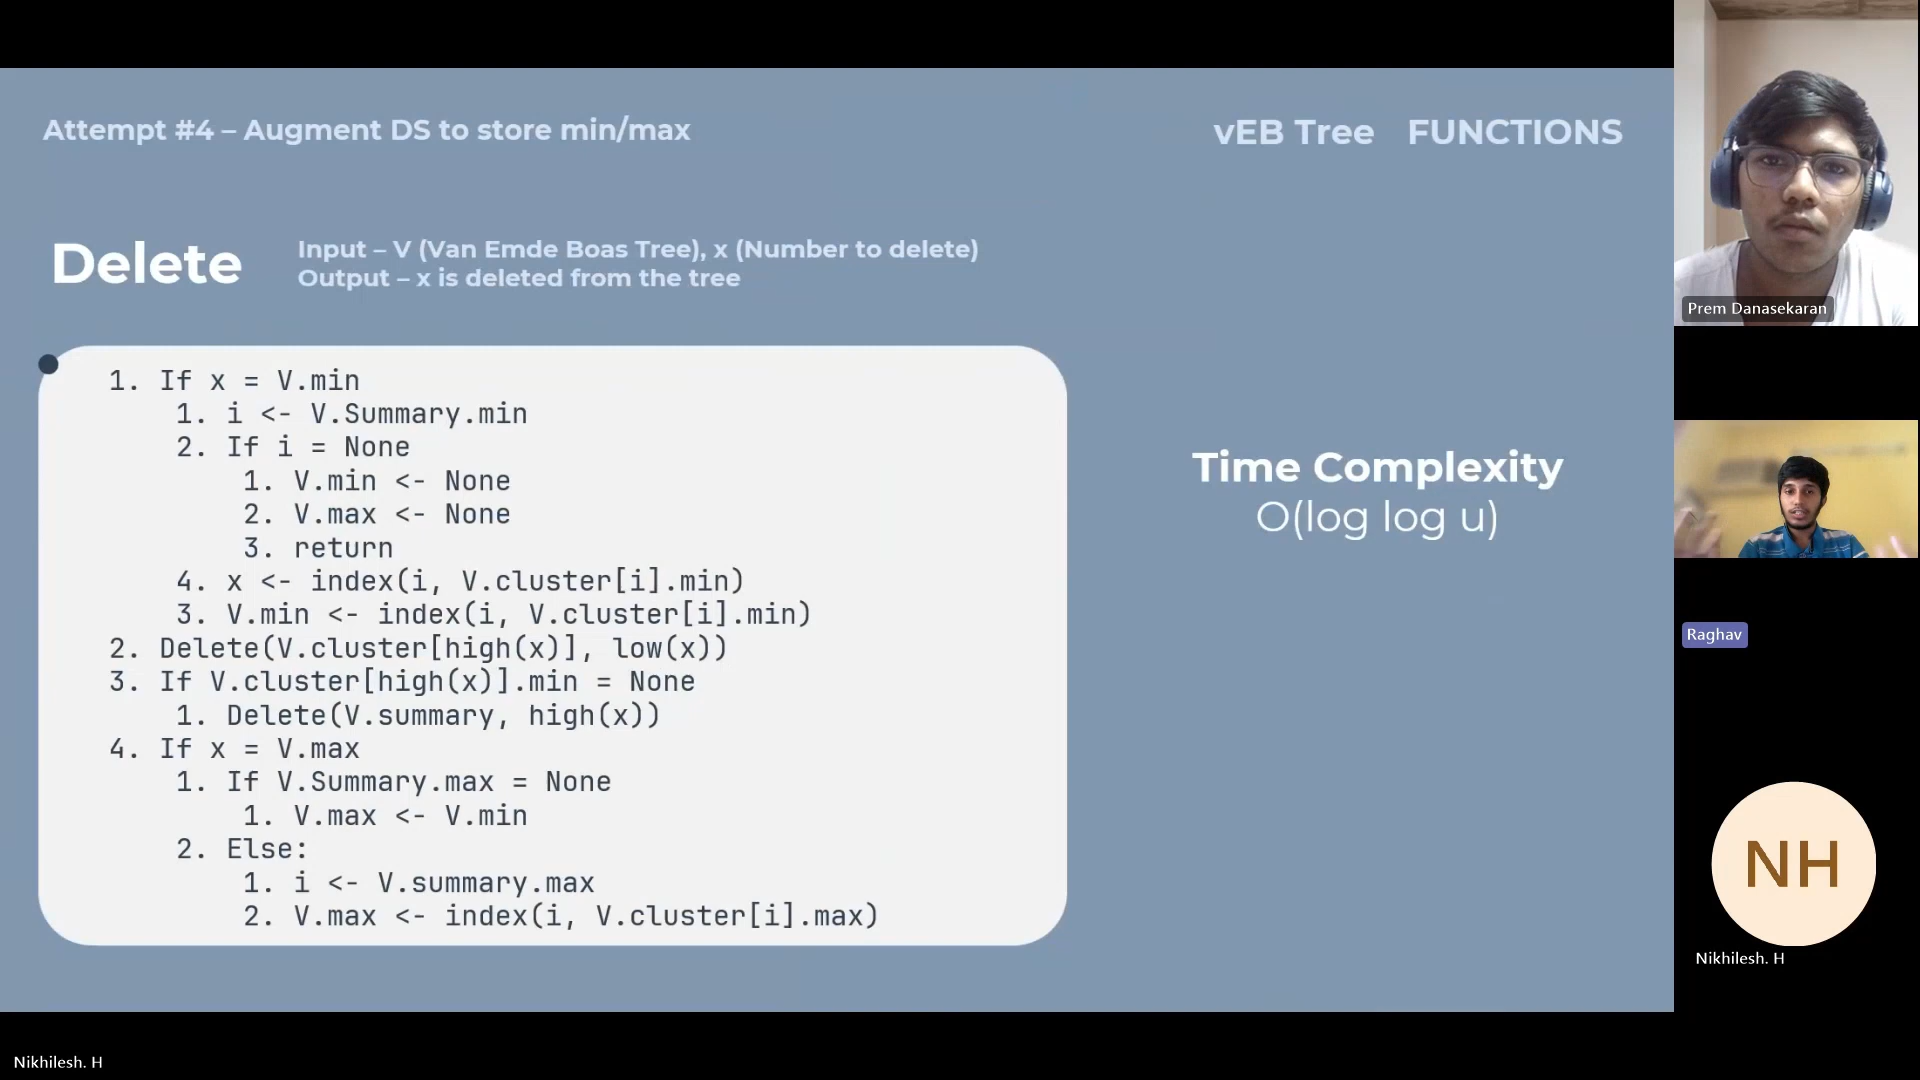 Attempt #4 – Augment DS to store min/max
vEB Tree FUNCTIONS
Delete
Input – V (Van Emde Boas Tree), x (Number to delete)
Output – x is deleted from the tree
1. If x = V.min
1. i <- V.Summary.min
2. If i = None
1. V.min <- None
2. V.max <- None
3. return
4. x <- index(i, V.cluster[i].min)
3. V.min <- index(i, V.cluster[i].min)
2. Delete(V.cluster[high(x)], low(x))
3. If V.cluster[high(x)].min = None
1. Delete(V.summary, high(x))
4. If x = V.max
1. If V.Summary.max = None
1. V.max <- V.min
2. Else:
1. i <- V.summary.max
2. V.max <- index(i, V.cluster[i].max)
Time Complexity
O(log log u)
Prem Danasekaran
Raghav
NH
Nikhilesh. H
Nikhilesh. H